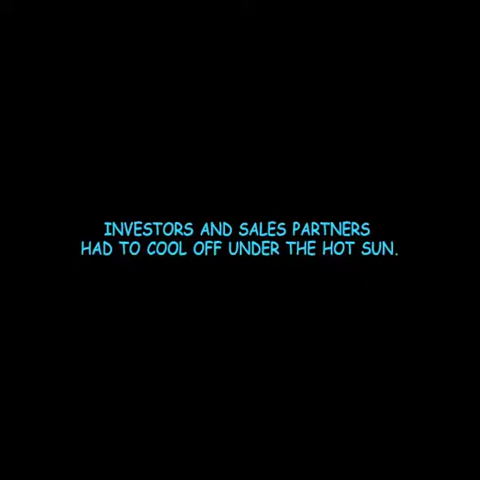 INVESTORS AND SALES PARTNERS
HAD TO COOL OFF UNDER THE HOT SUN.